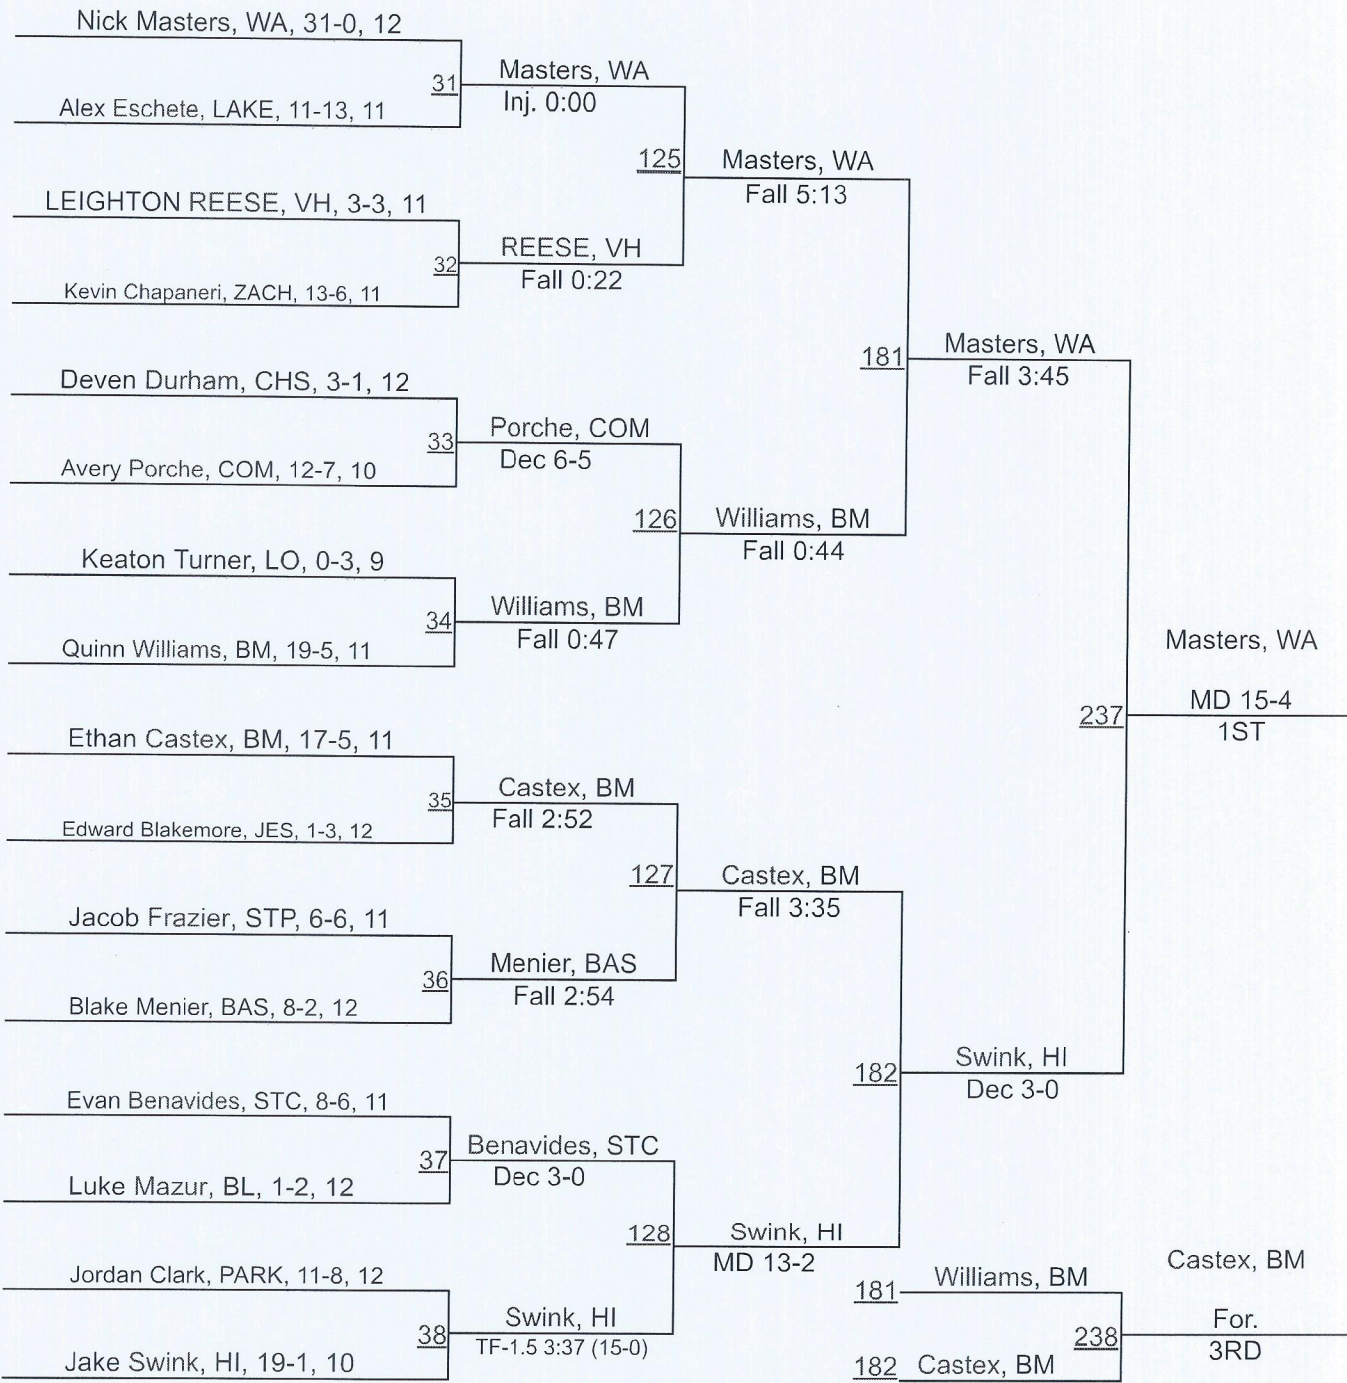 Nick Masters, WA, 31-0, 12
31
Masters, WA
Inj. 0:00
Alex Eschete, LAKE, 11-13, 11
125
Masters, WA
Fall 5:13
LEIGHTON REESE, VH, 3-3, 11
32
REESE, VH
Fall 0:22
Kevin Chapaneri, ZACH, 13-6, 11
181
Masters, WA
Fall 3:45
Deven Durham, CHS, 3-1, 12
33
Porche, COM
Dec 6-5
Avery Porche, COM, 12-7, 10
126
Williams, BM
Fall 0:44
Keaton Turner, LO, 0-3, 9
34
Williams, BM
Fall 0:47
Quinn Williams, BM, 19-5, 11
237
Masters, WA
MD 15-4
1ST
Ethan Castex, BM, 17-5, 11
35
Castex, BM
Fall 2:52
Edward Blakemore, JES, 1-3, 12
127
Castex, BM
Fall 3:35
Jacob Frazier, STP, 6-6, 11
36
Menier, BAS
Fall 2:54
Blake Menier, BAS, 8-2, 12
182
Swink, HI
Dec 3-0
Evan Benavides, STC, 8-6, 11
37
Benavides, STC
Dec 3-0
Luke Mazur, BL, 1-2, 12
128
Swink, HI
MD 13-2
Jordan Clark, PARK, 11-8, 12
38
Swink, HI
TF-1.5 3:37 (15-0)
Jake Swink, HI, 19-1, 10
181
Williams, BM
182
Castex, BM
238
Castex, BM
For.
3RD